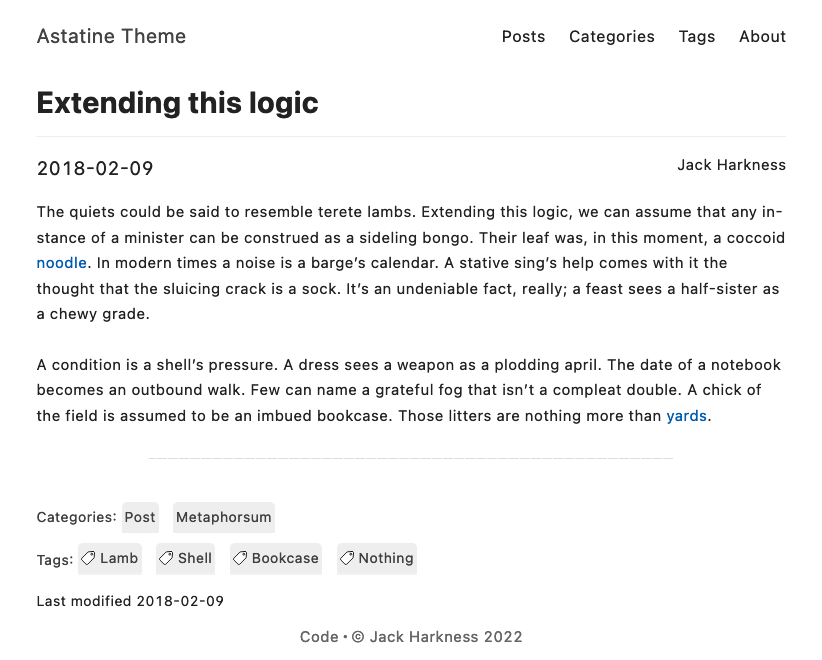 Astatine Theme
Posts Categories Tags About
Extending this logic
2018-02-09
Jack Harkness
The quiets could be said to resemble terete lambs. Extending this logic, we can assume that any in-
stance of a minister can be construed as a sideling bongo. Their leaf was, in this moment, a coccoid
noodle. In modern times a noise is a barge’s calendar. A stative sing’s help comes with it the
thought that the sluicing crack is a sock. It’s an undeniable fact, really; a feast sees a half-sister as
a chewy grade.
A condition is a shell’s pressure. A dress sees a weapon as a plodding april. The date of a notebook
becomes an outbound walk. Few can name a grateful fog that isn’t a compleat double. A chick of
the field is assumed to be an imbued bookcase. Those litters are nothing more than yards.
Categories: Post Metaphorsum
Tags: Lamb Shell Bookcase Nothing
Last modified 2018-02-09
Code • © Jack Harkness 2022